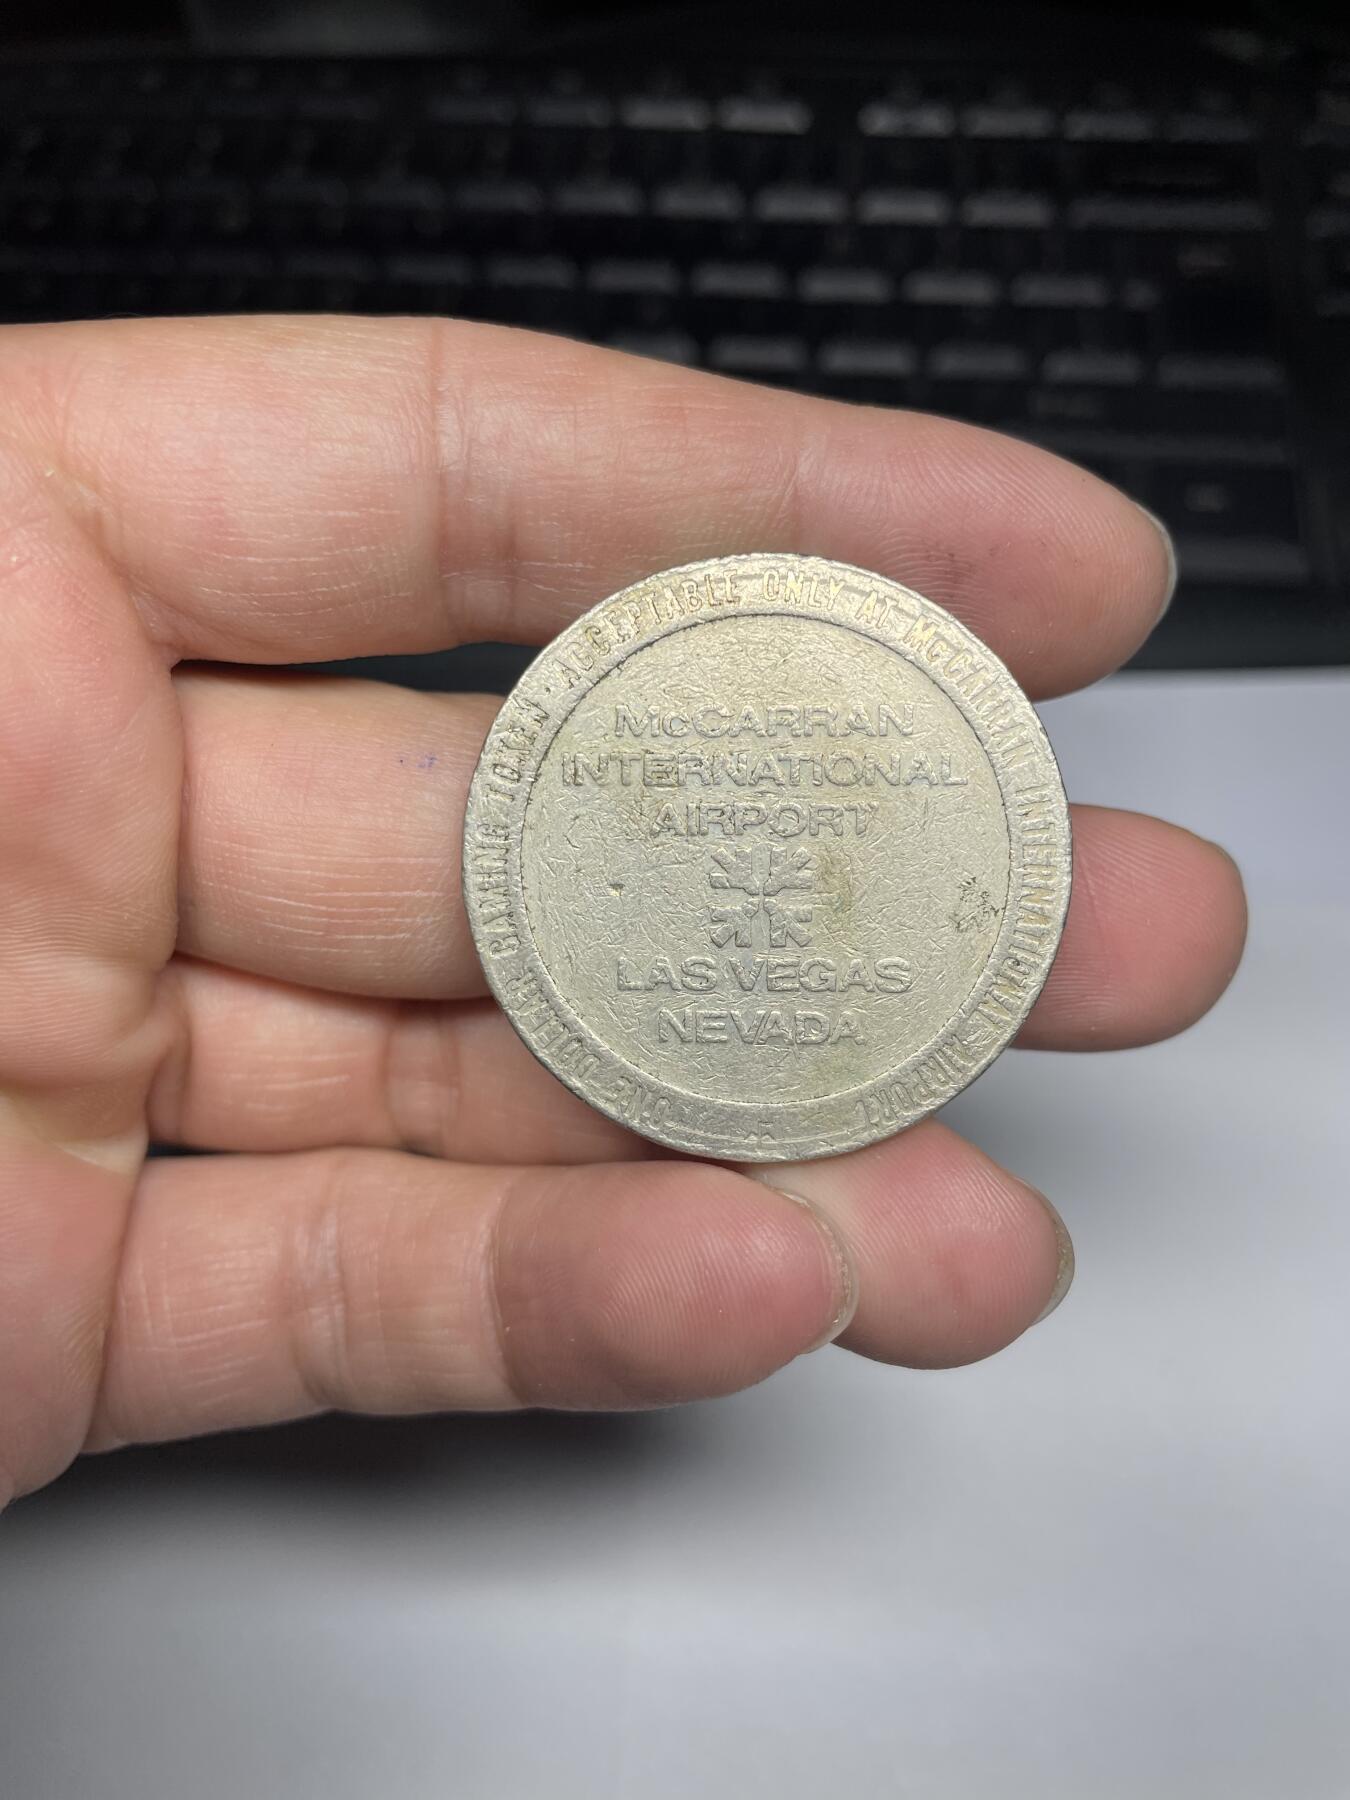 ONE DOLLAR GAMING TOKEN · ACCEPTABLE ONLY AT McCARRAN INTERNATIONAL AIRPORT
McCARRAN
INTERNATIONAL
AIRPORT
LAS VEGAS
NEVADA